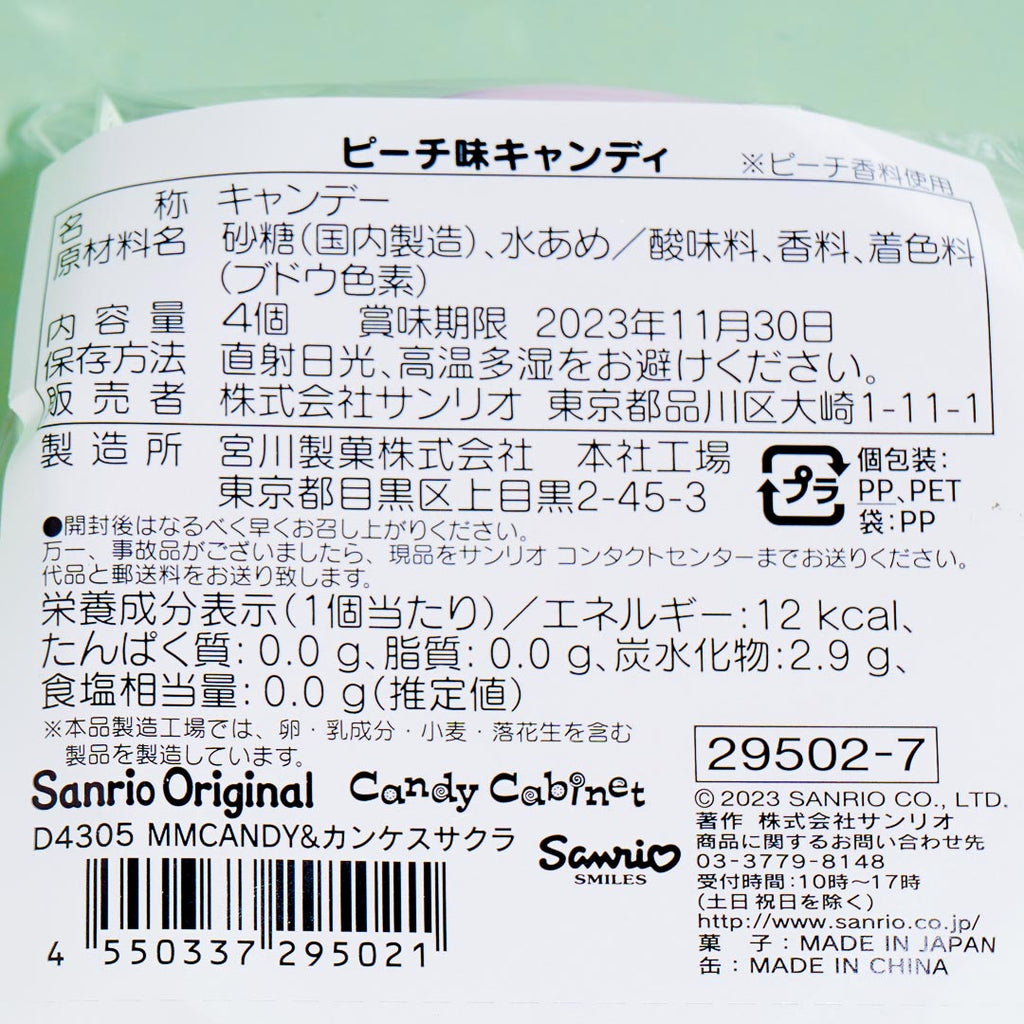 ピーチ味キャンディ ※ピーチ香料使用
名称 キャンデー
原材料名 砂糖(国内製造)、水あめ／酸味料、香料、着色料
(ブドウ色素)
内容量 4個 賞味期限 2023年11月30日
保存方法 直射日光、高温多湿をお避けください。
販売者 株式会社サンリオ 東京都品川区大崎1-11-1
製造所 宮川製菓株式会社 本社工場
東京都目黒区上目黒2-45-3
プラ
個包装:
PP、PET
袋:PP
●開封後はなるべく早くお召し上がりください。
万一、事故品がございましたら、現品をサンリオ コンタクトセンターまでお送りください。
代品と郵送料をお送り致します。
栄養成分表示(1個当たり)／エネルギー:12 kcal、
たんぱく質:0.0 g、脂質:0.0 g、炭水化物:2.9 g、
食塩相当量:0.0 g(推定値)
※本品製造工場では、卵・乳成分・小麦・落花生を含む
製品を製造しています。
Sanrio Original Candy Cabinet
D4305 MMCANDY&カンケスサクラ
4 550337 295021
Sanrio
SMILES
29502-7
© 2023 SANRIO CO., LTD.
著作 株式会社サンリオ
商品に関するお問い合わせ先
03-3779-8148
受付時間:10時～17時
(土日祝日を除く)
http://www.sanrio.co.jp/
菓子:MADE IN JAPAN
缶:MADE IN CHINA